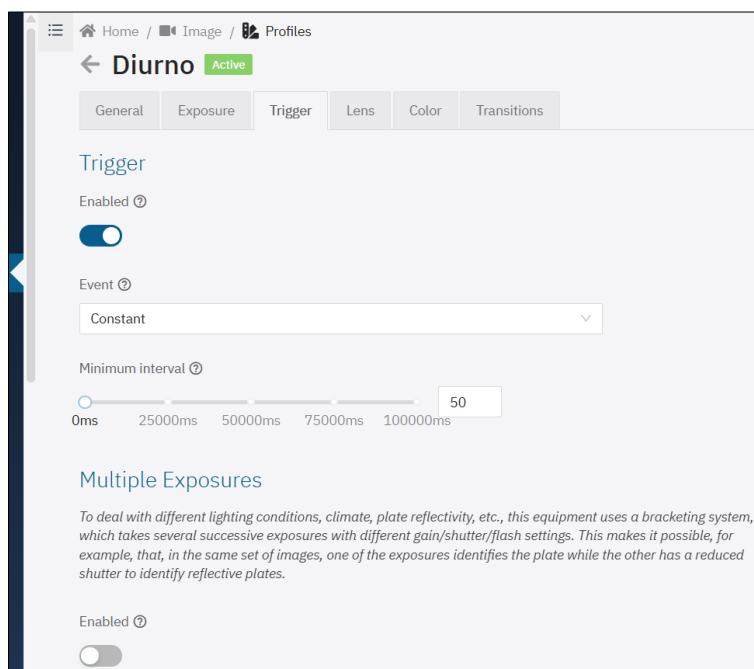 Home / Image / Profiles
Diurno Active
General Exposure Trigger Lens Color Transitions
Trigger
Enabled
Event
Constant
Minimum interval
50
0ms 25000ms 50000ms 75000ms 100000ms
Multiple Exposures
To deal with different lighting conditions, climate, plate reflectivity, etc., this equipment uses a bracketing system,
which takes several successive exposures with different gain/shutter/flash settings. This makes it possible, for
example, that, in the same set of images, one of the exposures identifies the plate while the other has a reduced
shutter to identify reflective plates.
Enabled